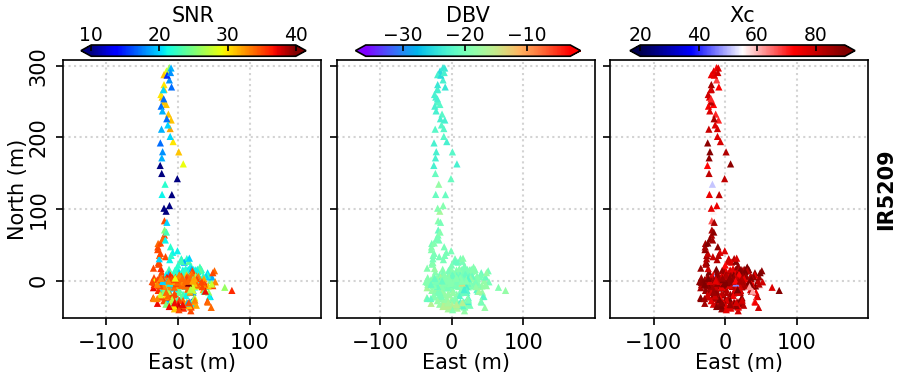 SNR DBV Xc
10 20 30 40 −30 −20 −10 20 40 60 80
300
200
100
0
North (m)
−100 0 100 −100 0 100 −100 0 100
East (m) East (m) East (m)
IR5209